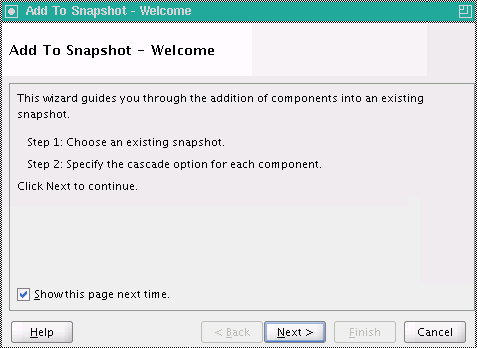 Add To Snapshot - Welcome
Add To Snapshot - Welcome
This wizard guides you through the addition of components into an existing
snapshot.
Step 1: Choose an existing snapshot.
Step 2: Specify the cascade option for each component.
Click Next to continue.
Show this page next time.
Help < Back Next > Finish Cancel